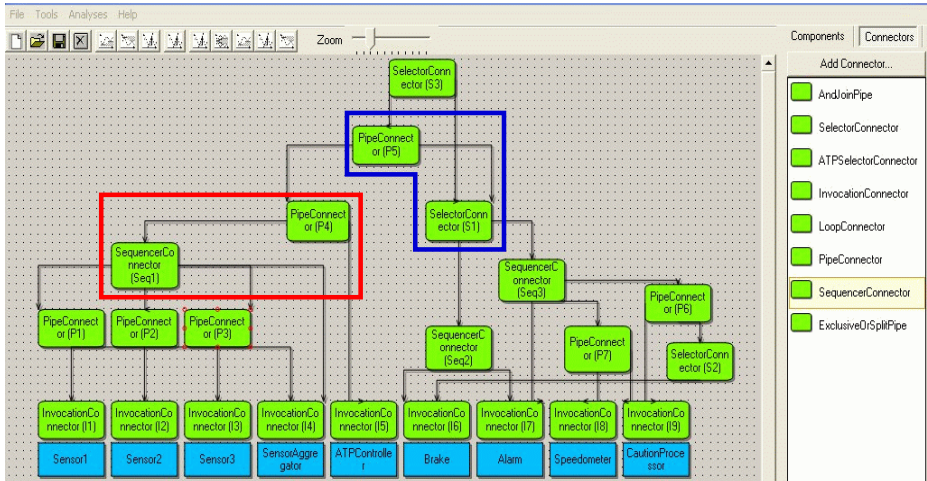 File Tools Analyses Help
Zoom
Components Connectors
Add Connector...
AndJoinPipe
SelectorConnector
ATPSelectorConnector
InvocationConnector
LoopConnector
PipeConnector
SequencerConnector
ExclusiveOrSplitPipe
SelectorConn
ector (S3)
PipeConnect
or (P5)
PipeConnect
or (P4)
SelectorConn
ector (S1)
SequencerCo
nnector
(Seq1)
SequencerC
onnector
(Seq3)
PipeConnect
or (P6)
PipeConnect
or (P1)
PipeConnect
or (P2)
PipeConnect
or (P3)
SequencerC
onnector
(Seq2)
PipeConnect
or (P7)
SelectorConn
ector (S2)
InvocationCo
nnector (I1)
InvocationCo
nnector (I2)
InvocationCo
nnector (I3)
InvocationCo
nnector (I4)
InvocationCo
nnector (I5)
InvocationCo
nnector (I6)
InvocationCo
nnector (I7)
InvocationCo
nnector (I8)
InvocationCo
nnector (I9)
Sensor1
Sensor2
Sensor3
SensorAggre
gator
ATPControlle
r
Brake
Alarm
Speedometer
CautionProce
ssor